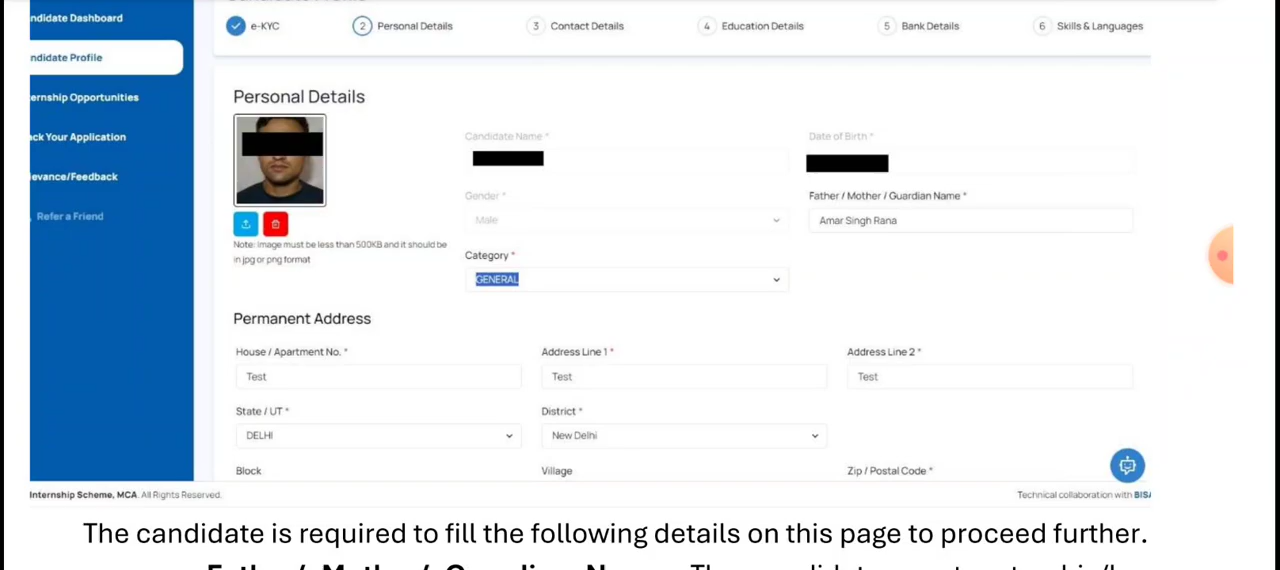 ndidate Dashboard
e-KYC
2 Personal Details
3 Contact Details
4 Education Details
5 Bank Details
6 Skills & Languages
ndidate Profile
ernship Opportunities
ack Your Application
evance/Feedback
Refer a Friend
Personal Details
Candidate Name *
Date of Birth *
Gender *
Male
Father / Mother / Guardian Name *
Amar Singh Rana
Note: Image must be less than 500KB and it should be
in jpg or png format
Category *
GENERAL
Permanent Address
House / Apartment No. *
Address Line 1 *
Address Line 2 *
Test
Test
Test
State / UT *
District *
DELHI
New Delhi
Block
Village
Zip / Postal Code *
Internship Scheme, MCA. All Rights Reserved.
Technical collaboration with BISA
The candidate is required to fill the following details on this page to proceed further.